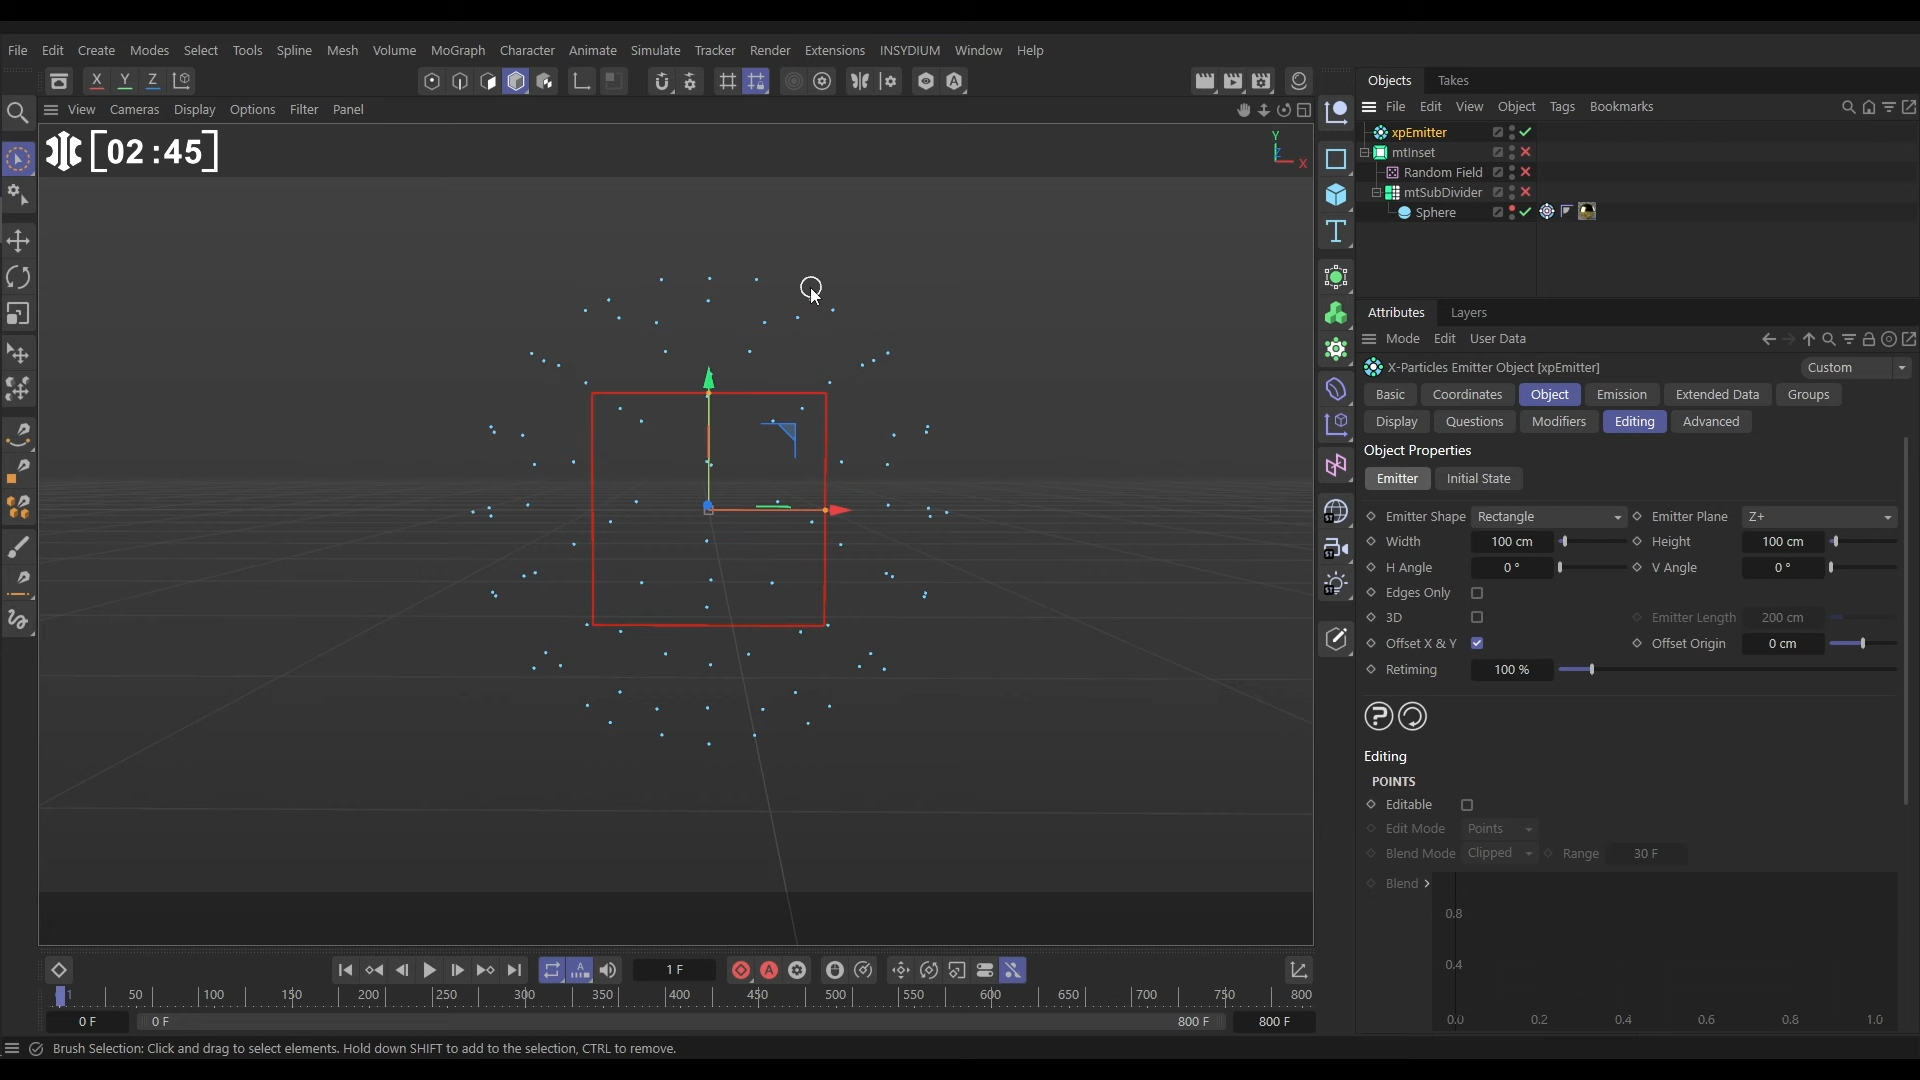 File Edit Create Modes Select Tools Spline Mesh Volume MoGraph Character Animate Simulate Tracker Render Extensions INSYDIUM Window Help
X Y Z
View Cameras Display Options Filter Panel
[02:45]
Y
Z X
Objects Takes
File Edit View Object Tags Bookmarks
xpEmitter
mtInset
Random Field
mtSubDivider
Sphere
Attributes Layers
Mode Edit User Data
X-Particles Emitter Object [xpEmitter] Custom
Basic Coordinates Object Emission Extended Data Groups
Display Questions Modifiers Editing Advanced
Object Properties
Emitter Initial State
Emitter Shape Rectangle Emitter Plane Z+
Width 100 cm Height 100 cm
H Angle 0 ° V Angle 0 °
Edges Only
3D Emitter Length 200 cm
Offset X & Y Offset Origin 0 cm
Retiming 100 %
Editing
POINTS
Editable
Edit Mode Points
Blend Mode Clipped Range 30 F
Blend
0.8
0.4
0.0 0.2 0.4 0.6 0.8 1.0
1 F
1 50 100 150 200 250 300 350 400 450 500 550 600 650 700 750 800
0 F 0 F 800 F 800 F
Brush Selection: Click and drag to select elements. Hold down SHIFT to add to the selection, CTRL to remove.